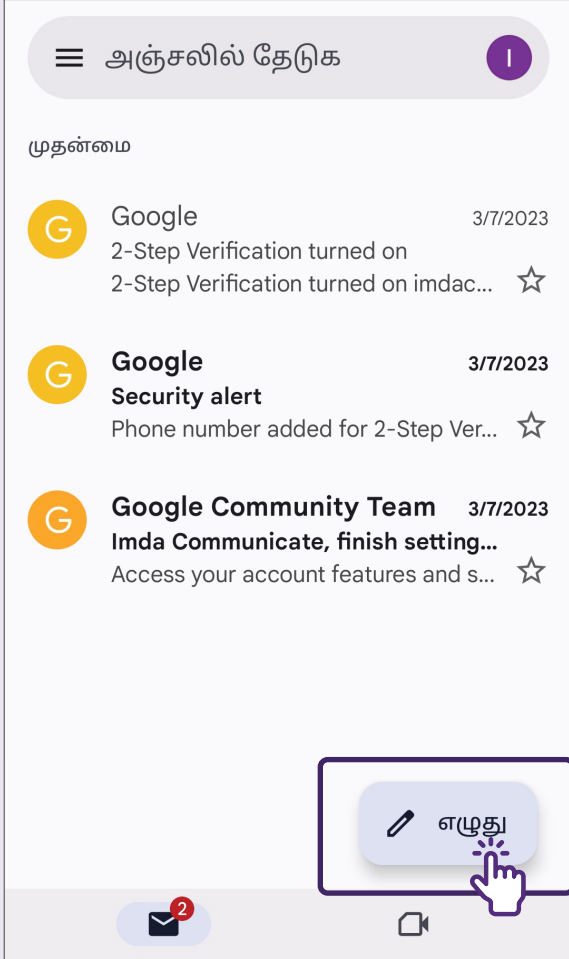 அஞ்சலில் தேடுக
I
முதன்மை
G
Google
3/7/2023
2-Step Verification turned on
2-Step Verification turned on imdac...
G
Google
3/7/2023
Security alert
Phone number added for 2-Step Ver...
G
Google Community Team
3/7/2023
Imda Communicate, finish setting...
Access your account features and s...
எழுது
2